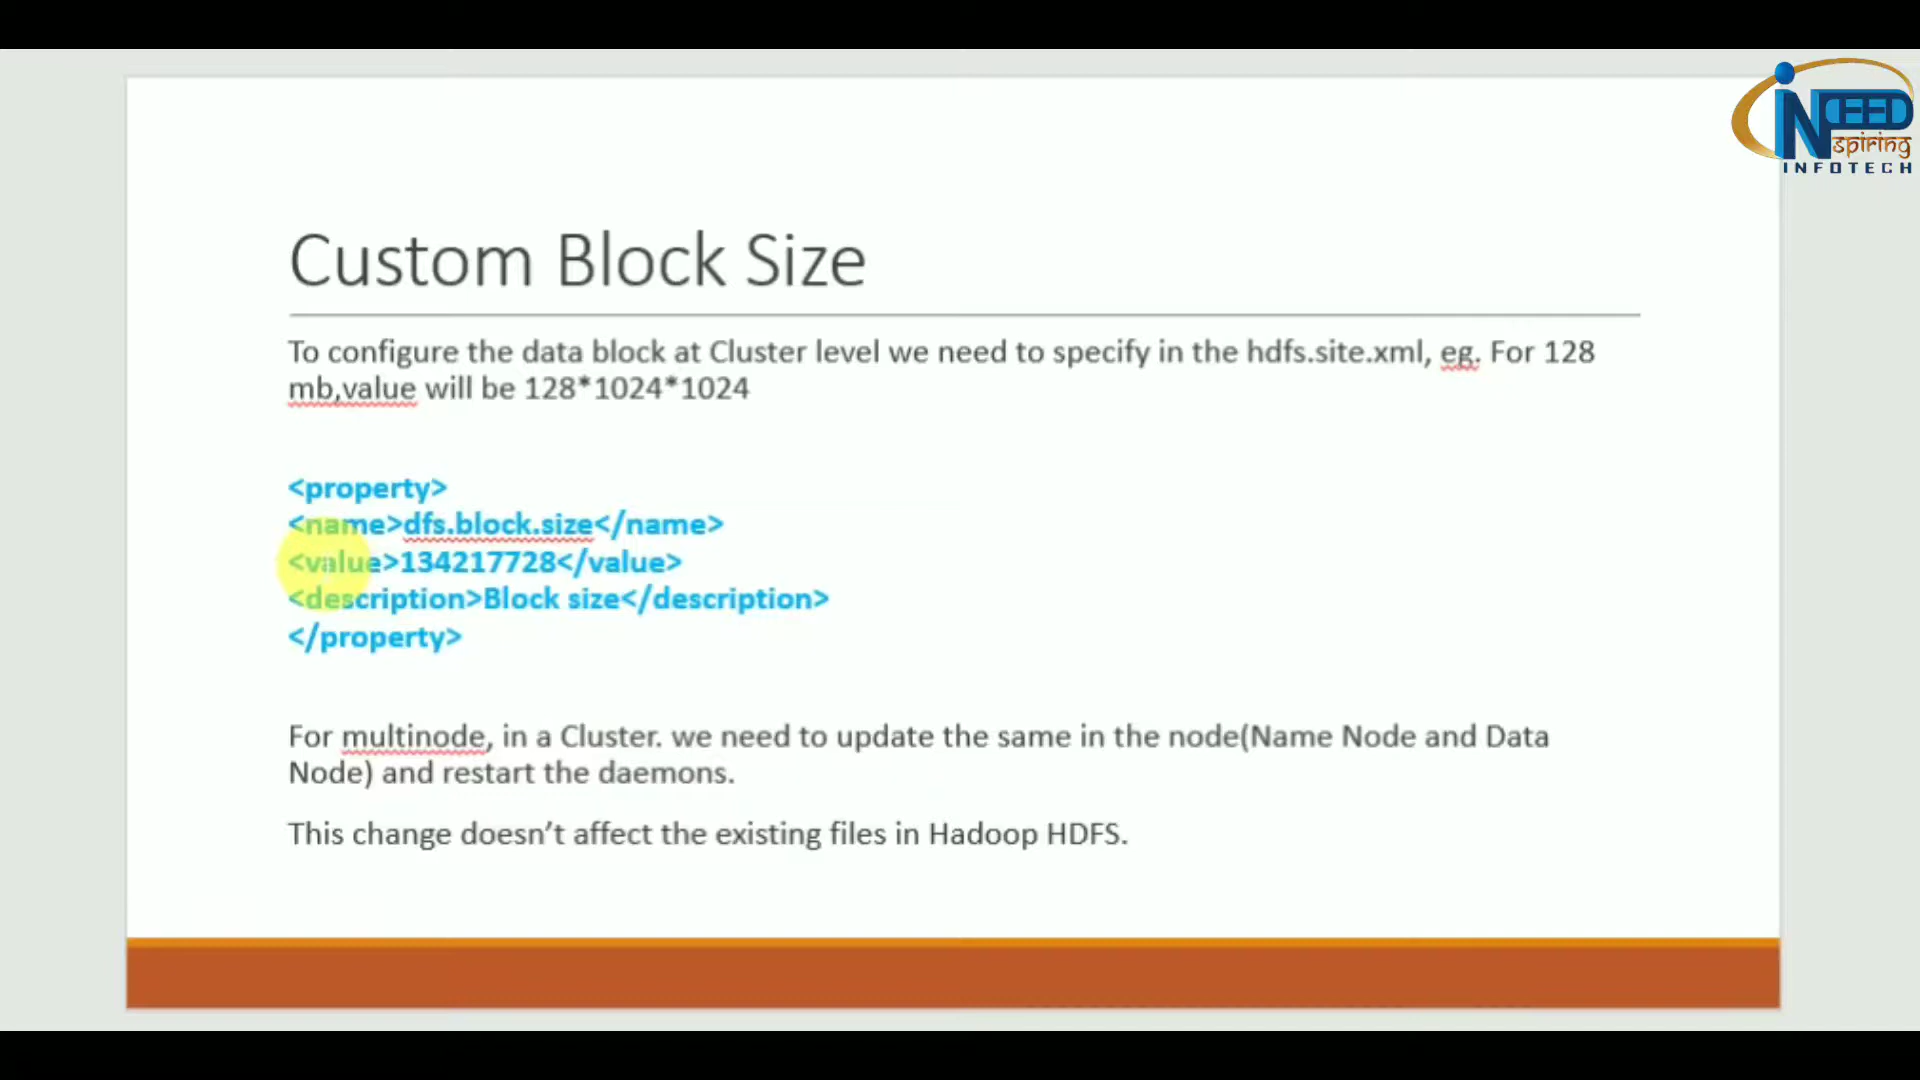 iNDEED
Nspiring
INFOTECH
Custom Block Size
To configure the data block at Cluster level we need to specify in the hdfs.site.xml, eg. For 128
mb,value will be 128*1024*1024
<property>
<name>dfs.block.size</name>
<value>134217728</value>
<description>Block size</description>
</property>
For multinode, in a Cluster. we need to update the same in the node(Name Node and Data
Node) and restart the daemons.
This change doesn’t affect the existing files in Hadoop HDFS.